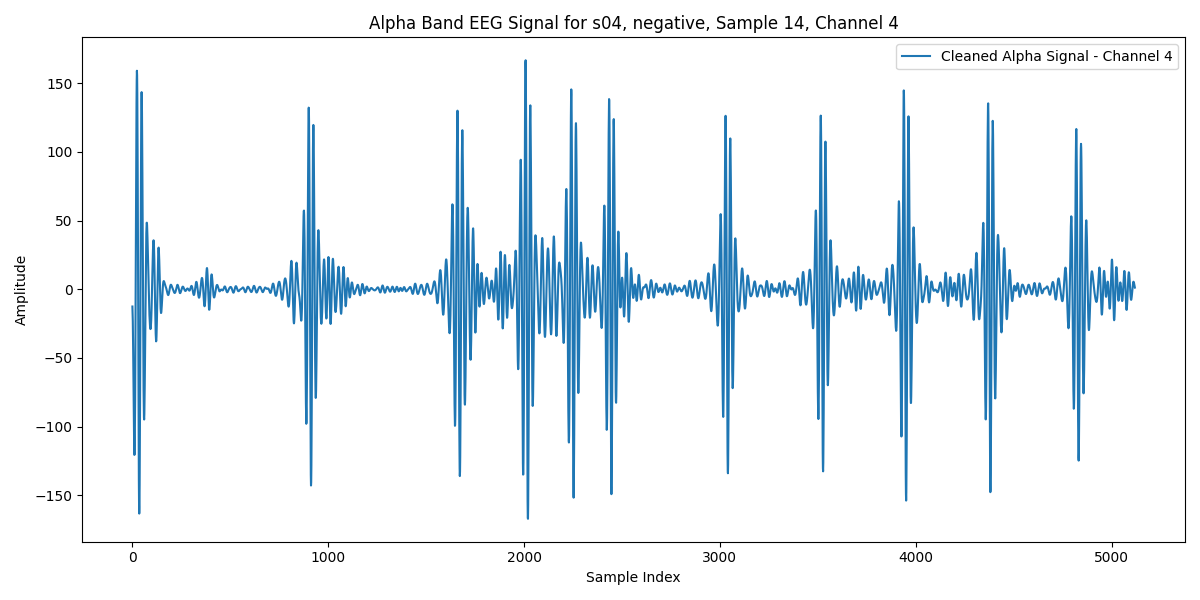 Alpha Band EEG Signal for s04, negative, Sample 14, Channel 4
Cleaned Alpha Signal - Channel 4
Amplitude
150
100
50
0
−50
−100
−150
0 1000 2000 3000 4000 5000
Sample Index